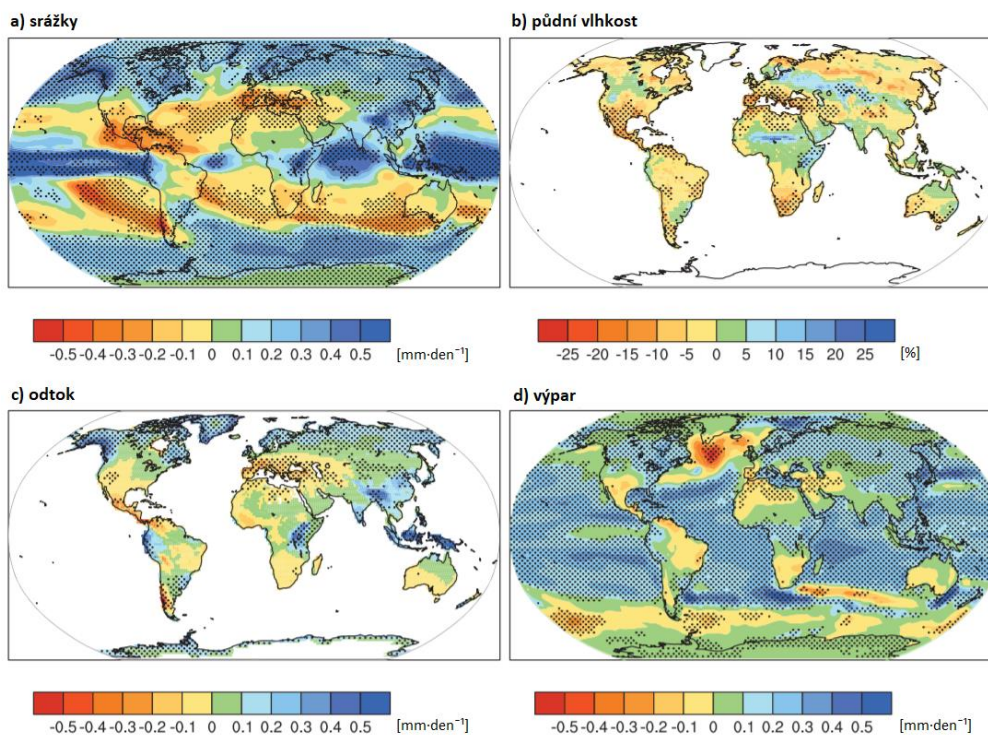 a) srážky
b) půdní vlhkost
-0.5 -0.4 -0.3 -0.2 -0.1 0 0.1 0.2 0.3 0.4 0.5 [mm·den⁻¹]
-25 -20 -15 -10 -5 0 5 10 15 20 25 [%]
c) odtok
d) výpar
-0.5 -0.4 -0.3 -0.2 -0.1 0 0.1 0.2 0.3 0.4 0.5 [mm·den⁻¹]
-0.5 -0.4 -0.3 -0.2 -0.1 0 0.1 0.2 0.3 0.4 0.5 [mm·den⁻¹]